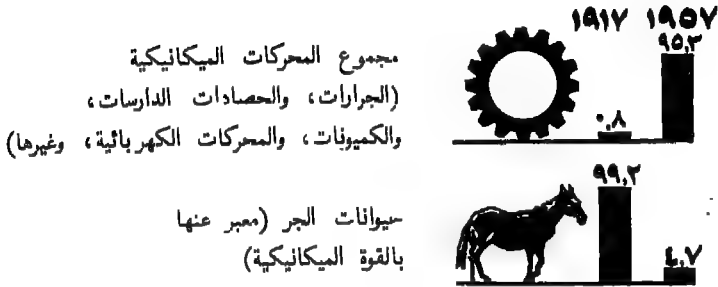 ١٩١٧ ١٩٥٧
مجموع المحركات الميكانيكية
(الجرارات، والحصادات الدارسات،
والكميونات، والمحركات الكهربائية، وغيرها)
٠,٨
٩٥,٣
حيوانات الجر (معبر عنها
بالقوة الميكانيكية)
٩٩,٢
٤,٧